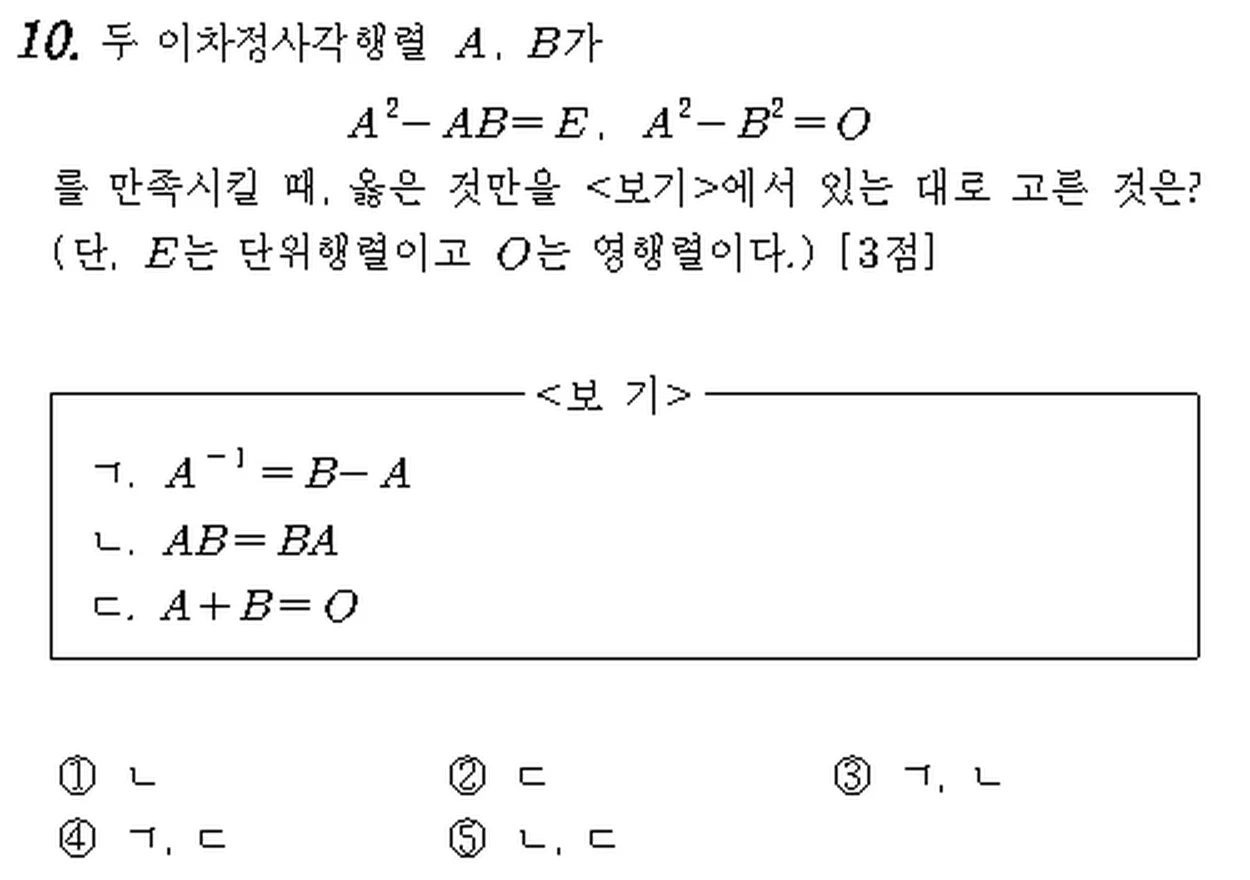 10. 두 이차정사각행렬 A, B가
A²- AB= E, A²- B²= O
를 만족시킬 때, 옳은 것만을 <보기>에서 있는 대로 고른 것은?
(단, E는 단위행렬이고 O는 영행렬이다.) [3점]
<보 기>
ㄱ. A⁻¹ = B- A
ㄴ. AB= BA
ㄷ. A+B= O
① ㄴ ② ㄷ ③ ㄱ, ㄴ
④ ㄱ, ㄷ ⑤ ㄴ, ㄷ